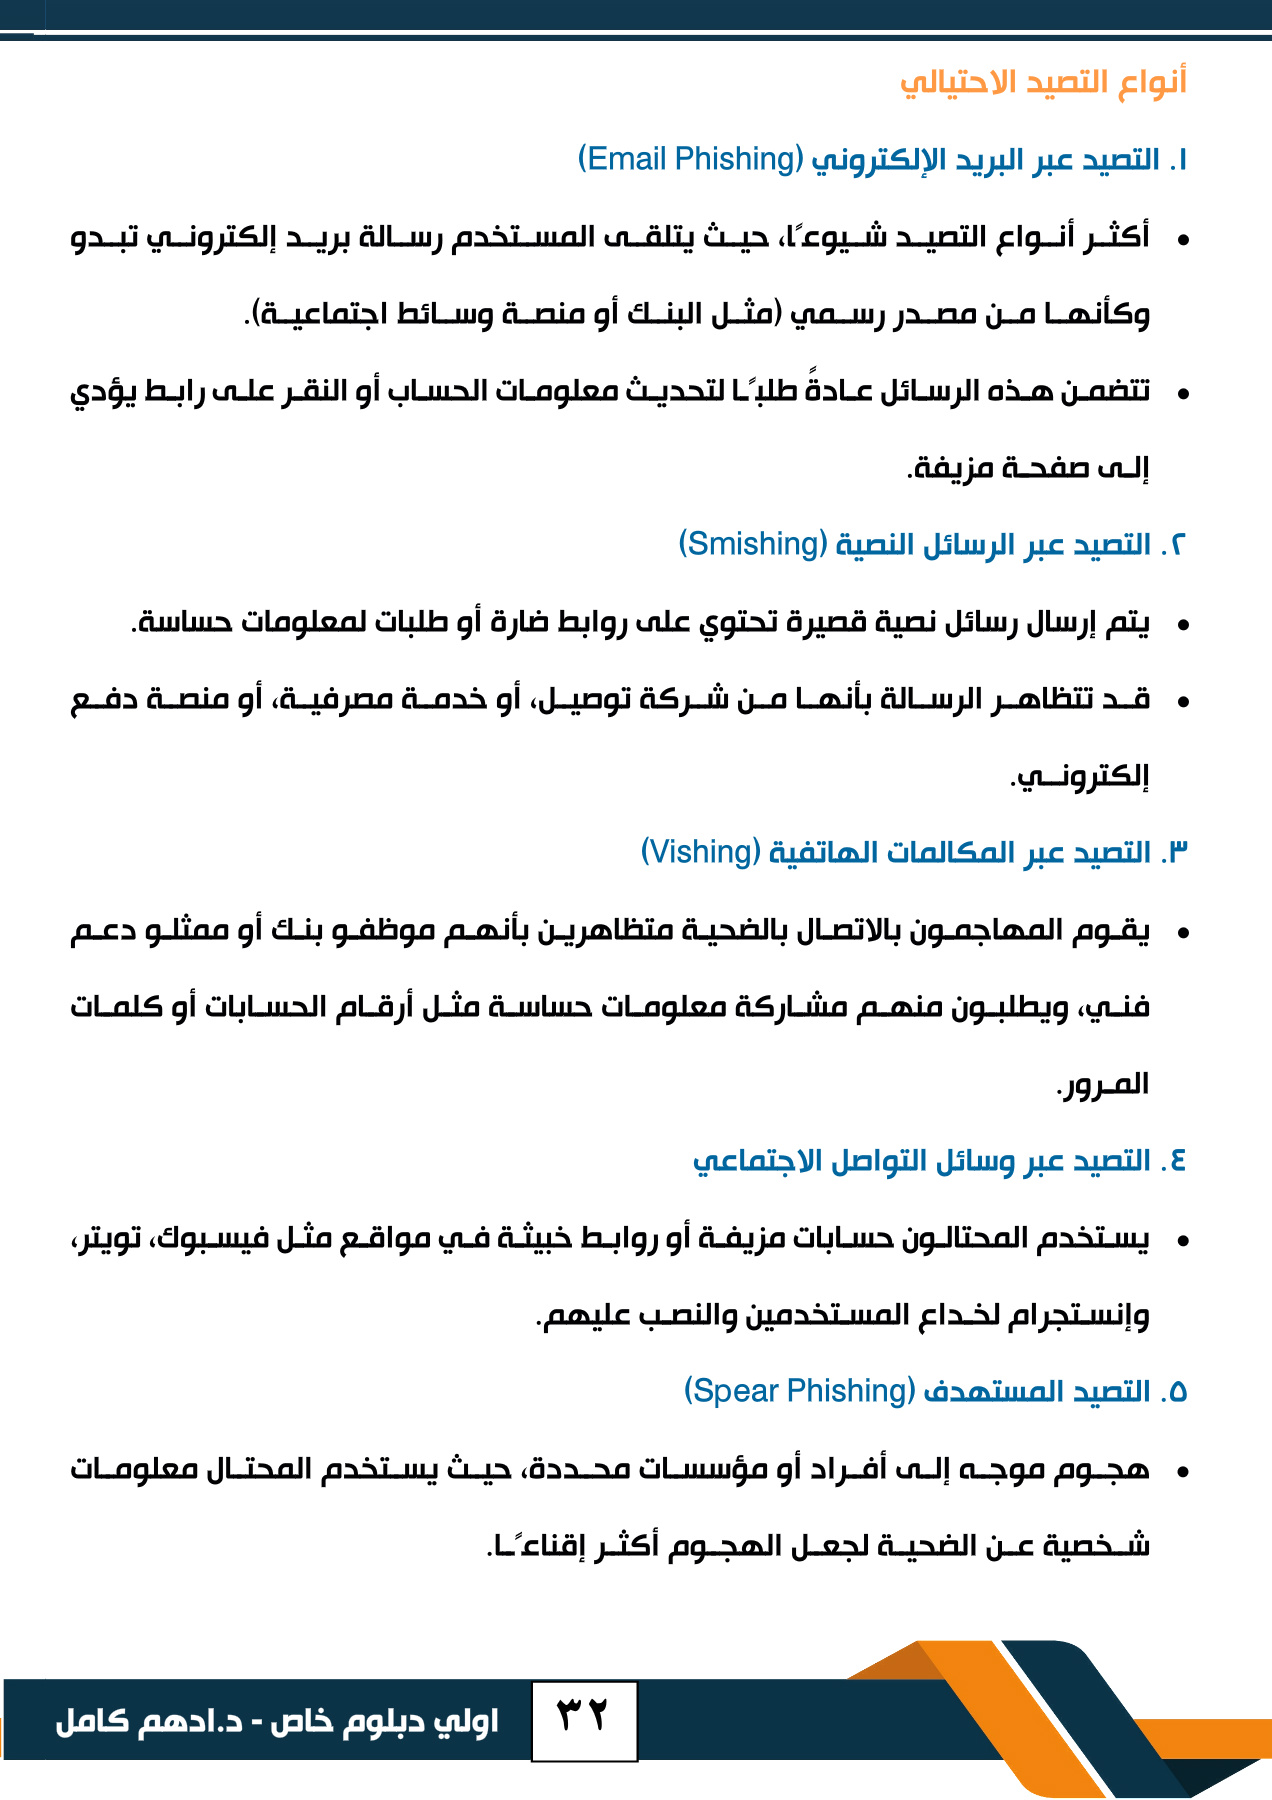 أنواع التصيد الاحتيالي
١. التصيد عبر البريد الإلكتروني (Email Phishing)
• أكثر أنواع التصيد شيوعًا، حيث يتلقى المستخدم رسالة بريد إلكتروني تبدو
وكأنها من مصدر رسمي (مثل البنك أو منصة وسائط اجتماعية).
• تتضمن هذه الرسائل عادةً طلبًا لتحديث معلومات الحساب أو النقر على رابط يؤدي
إلى صفحة مزيفة.
٢. التصيد عبر الرسائل النصية (Smishing)
• يتم إرسال رسائل نصية قصيرة تحتوي على روابط ضارة أو طلبات لمعلومات حساسة.
• قد تتظاهر الرسالة بأنها من شركة توصيل، أو خدمة مصرفية، أو منصة دفع
إلكتروني.
٣. التصيد عبر المكالمات الهاتفية (Vishing)
• يقوم المهاجمون بالاتصال بالضحية متظاهرين بأنهم موظفو بنك أو ممثلو دعم
فني، ويطلبون منهم مشاركة معلومات حساسة مثل أرقام الحسابات أو كلمات
المرور.
٤. التصيد عبر وسائل التواصل الاجتماعي
• يستخدم المحتالون حسابات مزيفة أو روابط خبيثة في مواقع مثل فيسبوك، تويتر،
وإنستجرام لخداع المستخدمين والنصب عليهم.
٥. التصيد المستهدف (Spear Phishing)
• هجوم موجه إلى أفراد أو مؤسسات محددة، حيث يستخدم المحتال معلومات
شخصية عن الضحية لجعل الهجوم أكثر إقناعًا.
٣٢
اولي دبلوم خاص - د.ادهم كامل